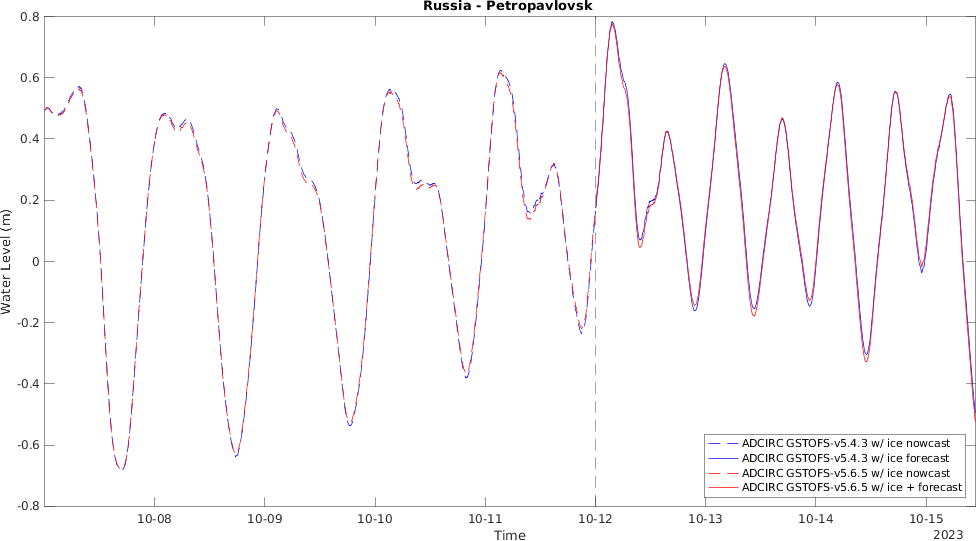 Russia - Petropavlovsk
Water Level (m)
0.8
0.6
0.4
0.2
0
-0.2
-0.4
-0.6
-0.8
ADCIRC GSTOFS-v5.4.3 w/ ice nowcast
ADCIRC GSTOFS-v5.4.3 w/ ice forecast
ADCIRC GSTOFS-v5.6.5 w/ ice nowcast
ADCIRC GSTOFS-v5.6.5 w/ ice + forecast
10-08 10-09 10-10 10-11 10-12 10-13 10-14 10-15
Time
2023